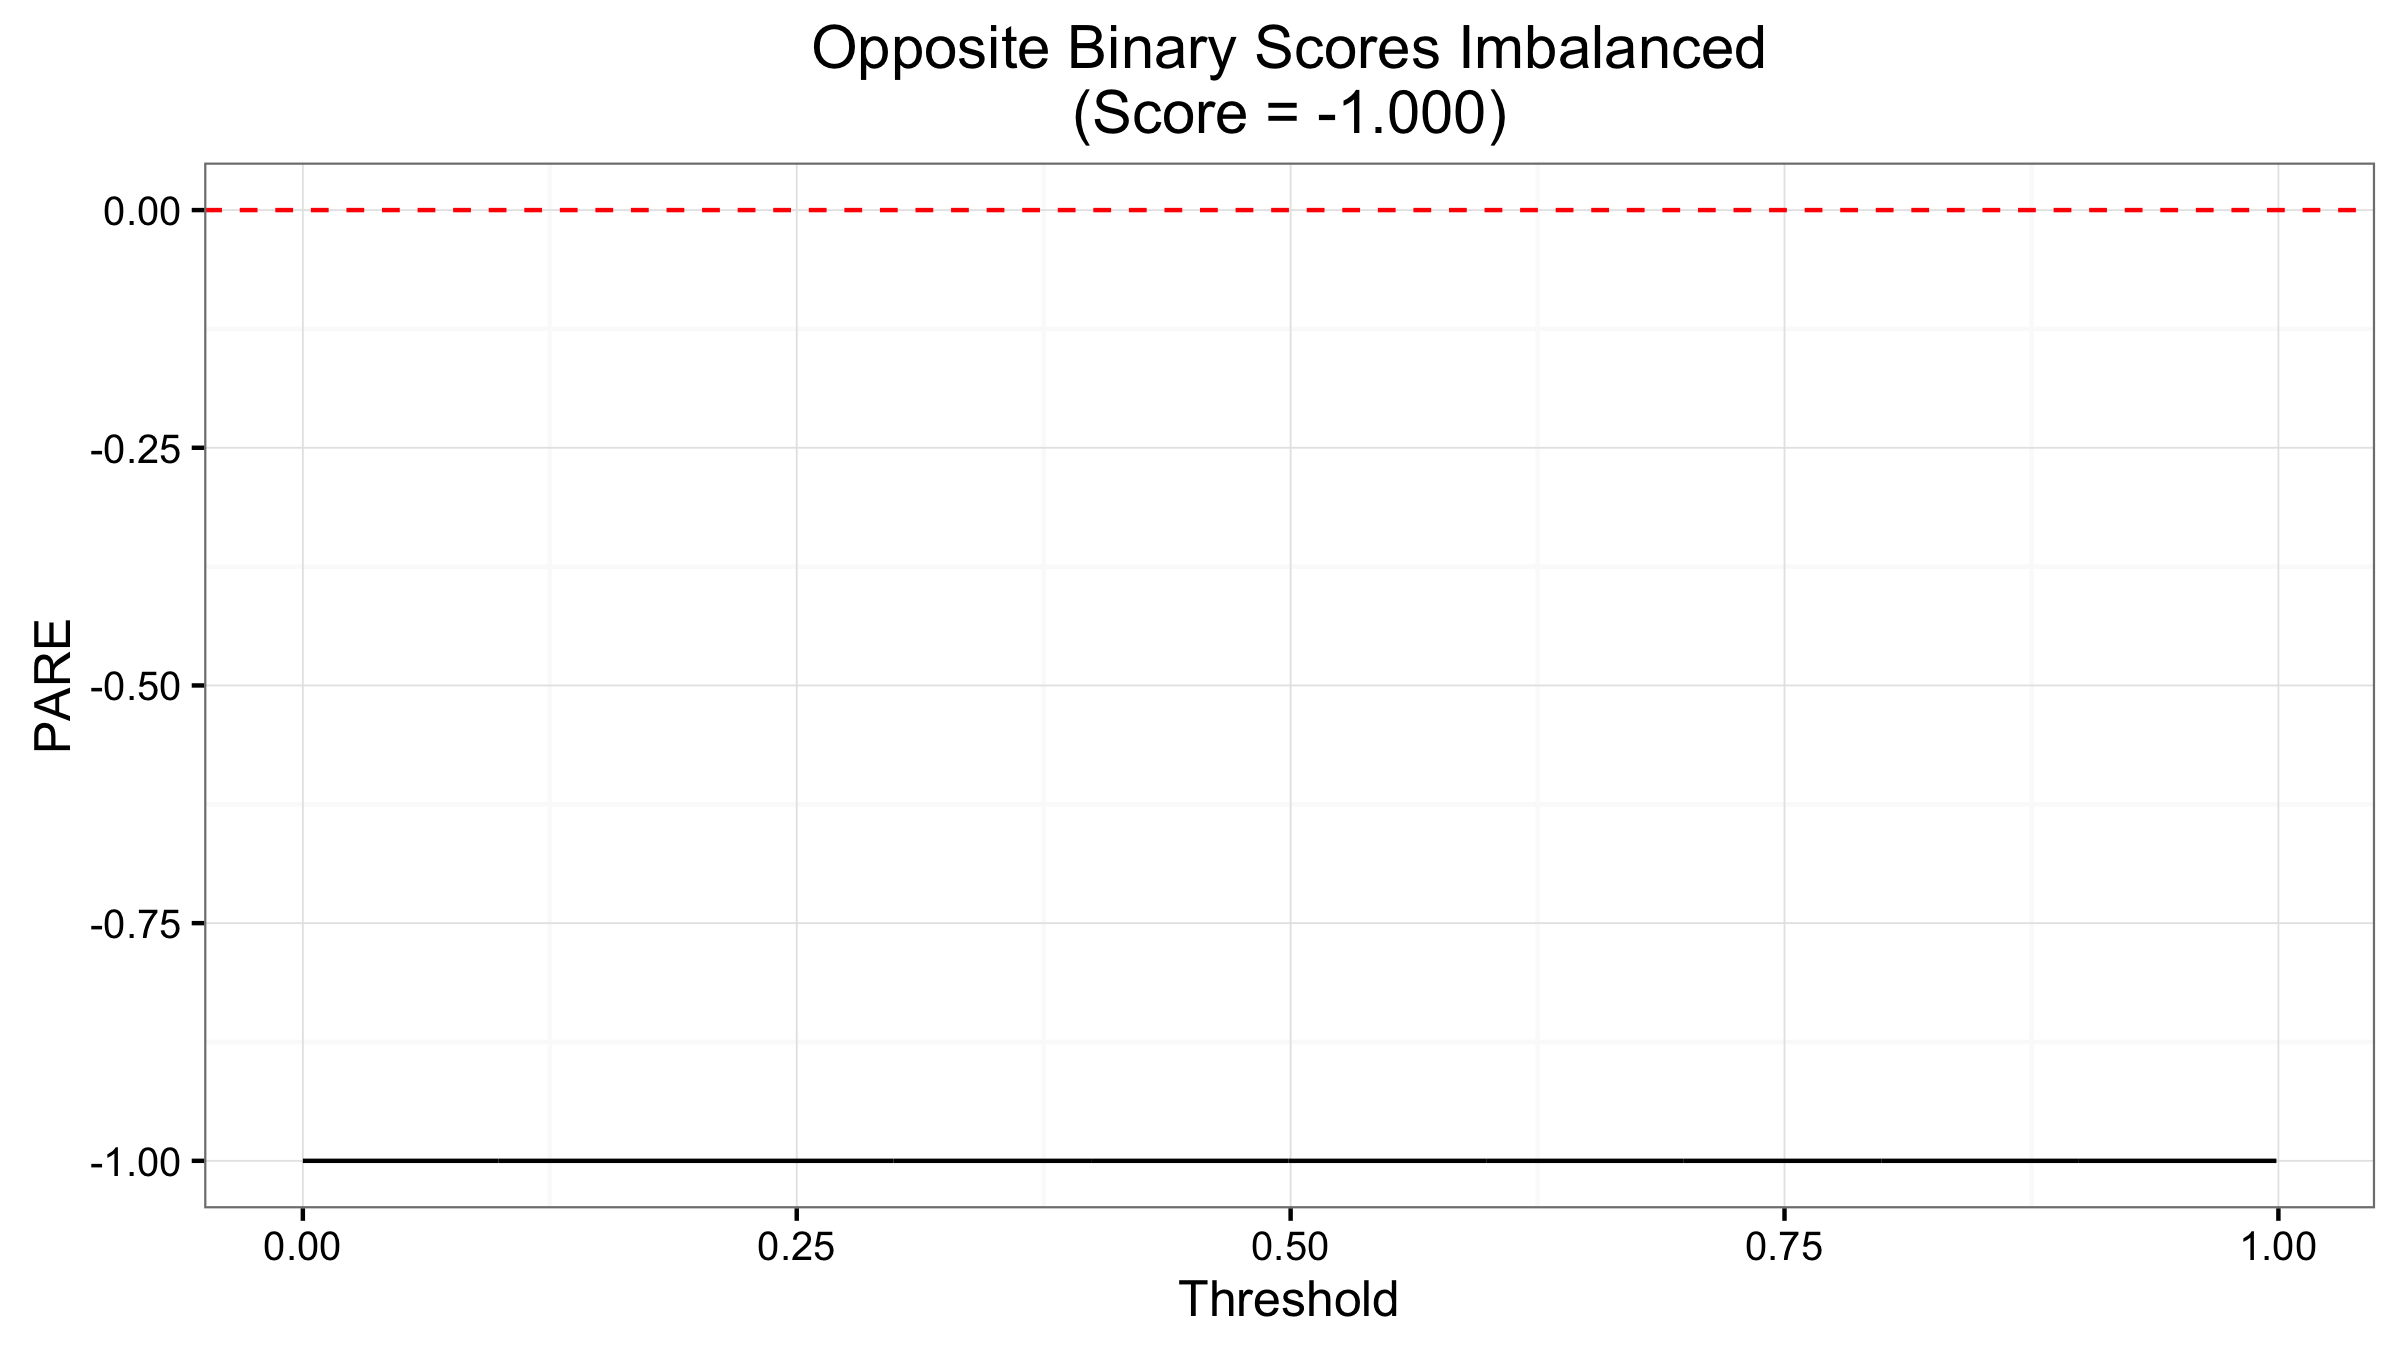 Opposite Binary Scores Imbalanced
(Score = -1.000)
0.00
-0.25
-0.50
-0.75
-1.00
PARE
0.00 0.25 0.50 0.75 1.00
Threshold